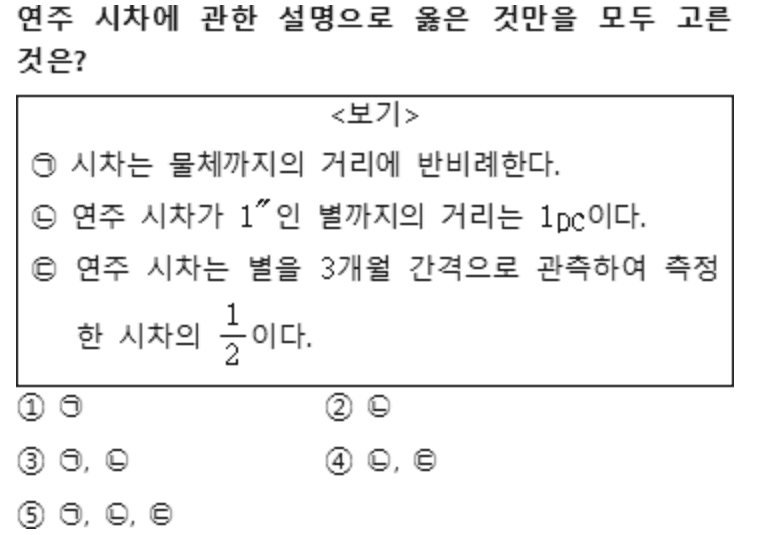 연주 시차에 관한 설명으로 옳은 것만을 모두 고른
것은?
<보기>
㉠ 시차는 물체까지의 거리에 반비례한다.
㉡ 연주 시차가 1″인 별까지의 거리는 1pc이다.
㉢ 연주 시차는 별을 3개월 간격으로 관측하여 측정
한 시차의 1/2이다.
① ㉠ ② ㉡
③ ㉠, ㉡ ④ ㉡, ㉢
⑤ ㉠, ㉡, ㉢